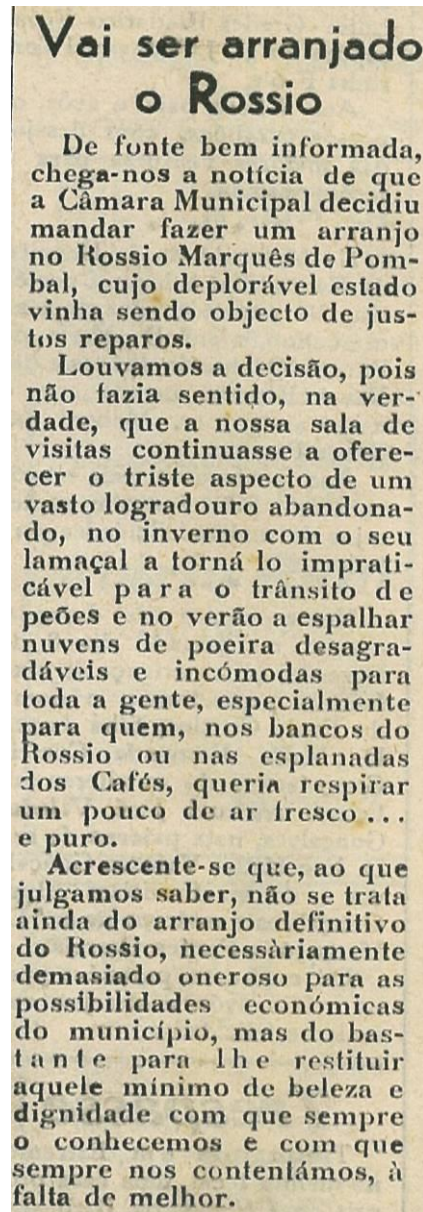 Vai ser arranjado
o Rossio
De fonte bem informada,
chega-nos a notícia de que
a Câmara Municipal decidiu
mandar fazer um arranjo
no Rossio Marquês de Pom-
bal, cujo deplorável estado
vinha sendo objecto de jus-
tos reparos.
Louvamos a decisão, pois
não fazia sentido, na ver-
dade, que a nossa sala de
visitas continuasse a ofere-
cer o triste aspecto de um
vasto logradouro abandona-
do, no inverno com o seu
lamaçal a torná lo imprati-
cável para o trânsito de
peões e no verão a espalhar
nuvens de poeira desagra-
dáveis e incómodas para
toda a gente, especialmente
para quem, nos bancos do
Rossio ou nas esplanadas
dos Cafés, queria respirar
um pouco de ar fresco...
e puro.
Acrescente-se que, ao que
julgamos saber, não se trata
ainda do arranjo definitivo
do Rossio, necessàriamente
demasiado oneroso para as
possibilidades económicas
do município, mas do bas-
tante para lhe restituir
aquele mínimo de beleza e
dignidade com que sempre
o conhecemos e com que
sempre nos contentámos, à
falta de melhor.